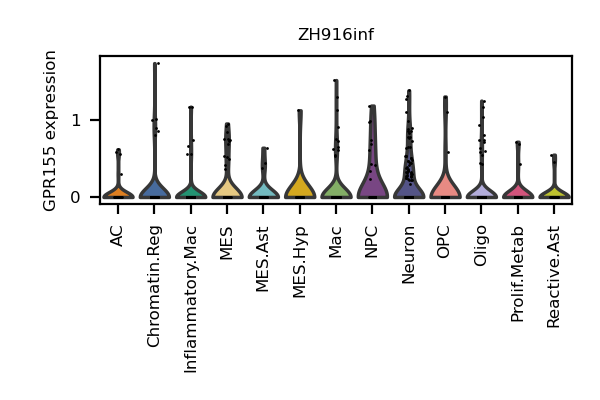 ZH916inf
GPR155 expression
1
0
AC
Chromatin.Reg
Inflammatory.Mac
MES
MES.Ast
MES.Hyp
Mac
NPC
Neuron
OPC
Oligo
Prolif.Metab
Reactive.Ast